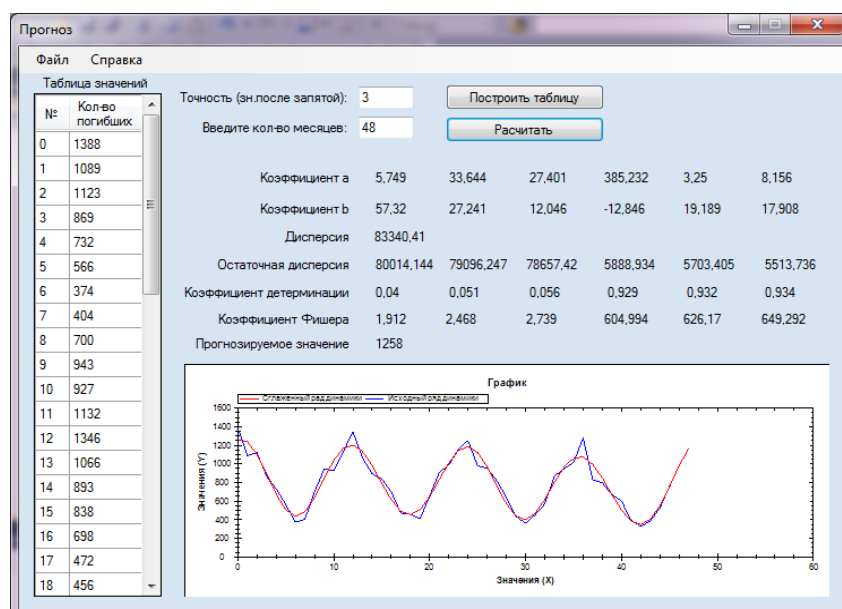 Прогноз
Файл Справка
Таблица значений
№ Кол-во погибших
0 1388
1 1089
2 1123
3 869
4 732
5 566
6 374
7 404
8 700
9 943
10 927
11 1132
12 1346
13 1066
14 893
15 838
16 698
17 472
18 456
Точность (зн.после запятой): 3 Построить таблицу
Введите кол-во месяцев: 48 Расчитать
Коэффициент a 5,749 33,644 27,401 385,232 3,25 8,156
Коэффициент b 57,32 27,241 12,046 -12,846 19,189 17,908
Дисперсия 83340,41
Остаточная дисперсия 80014,144 79096,247 78657,42 5888,934 5703,405 5513,736
Коэффициент детерминации 0,04 0,051 0,056 0,929 0,932 0,934
Коэффициент Фишера 1,912 2,468 2,739 604,994 626,17 649,292
Прогнозируемое значение 1258
График
Сглаженный ряд динамики Исходный ряд динамики
Значения (Y)
1600
1400
1200
1000
800
600
400
200
0
0 10 20 30 40 50 60
Значения (X)